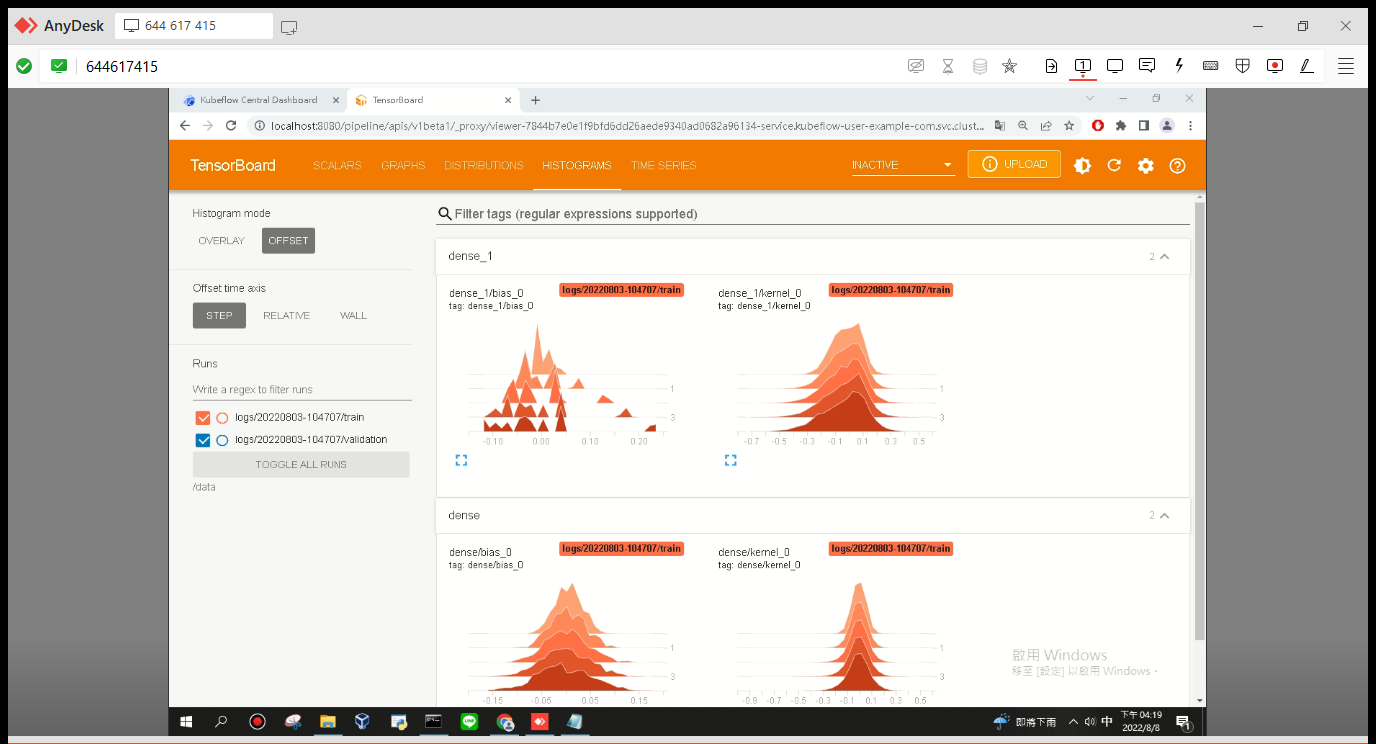 AnyDesk 644 617 415
644617415
Kubeflow Central Dashboard TensorBoard
localhost:8080/pipeline/apis/v1beta1/_proxy/viewer-7844b7e0e1f9bfd6dd26aede9340ad0682a96134-service.kubeflow-user-example-com.svc.clust...
TensorBoard SCALARS GRAPHS DISTRIBUTIONS HISTOGRAMS TIME SERIES INACTIVE UPLOAD
Histogram mode
OVERLAY OFFSET
Offset time axis
STEP RELATIVE WALL
Runs
Write a regex to filter runs
logs/20220803-104707/train
logs/20220803-104707/validation
TOGGLE ALL RUNS
/data
Filter tags (regular expressions supported)
dense_1 2
dense_1/bias_0 logs/20220803-104707/train
tag: dense_1/bias_0
1
3
-0.10 0.00 0.10 0.20
dense_1/kernel_0 logs/20220803-104707/train
tag: dense_1/kernel_0
1
3
-0.7 -0.5 -0.3 -0.1 0.1 0.3 0.5
dense 2
dense/bias_0 logs/20220803-104707/train
tag: dense/bias_0
1
3
-0.15 -0.05 0.05 0.15
dense/kernel_0 logs/20220803-104707/train
tag: dense/kernel_0
1
3
-0.9 -0.7 -0.5 -0.3 -0.1 0.1 0.3 0.5
啟用 Windows
移至 [設定] 以啟用 Windows。
即將下雨 中 下午 04:19
2022/8/8
1